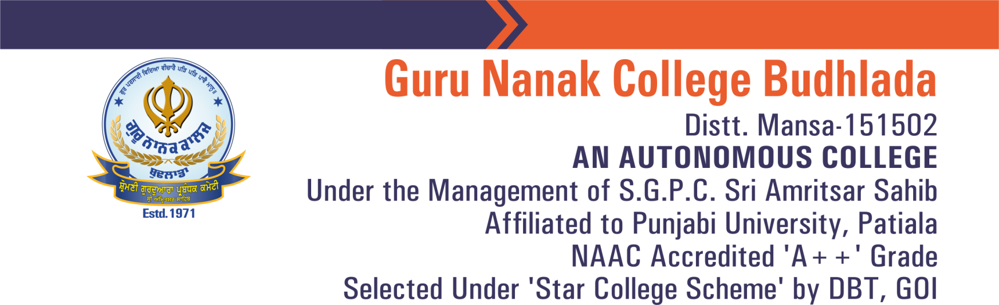 ਗੁਰ ਪਰਸਾਦੀ ਵਿਦਿਆ ਵੀਚਾਰੈ ਪੜਿ ਪੜਿ ਪਾਵੈ ਮਾਨੁ॥
ਗੁਰੂ ਨਾਨਕ ਕਾਲਜ
ਬੁਢਲਾਡਾ
ਸ਼੍ਰੋਮਣੀ ਗੁਰਦੁਆਰਾ ਪ੍ਰਬੰਧਕ ਕਮੇਟੀ
ਸ੍ਰੀ ਅੰਮ੍ਰਿਤਸਰ ਸਾਹਿਬ
Estd.1971
Guru Nanak College Budhlada
Distt. Mansa-151502
AN AUTONOMOUS COLLEGE
Under the Management of S.G.P.C. Sri Amritsar Sahib
Affiliated to Punjabi University, Patiala
NAAC Accredited 'A++' Grade
Selected Under 'Star College Scheme' by DBT, GOI